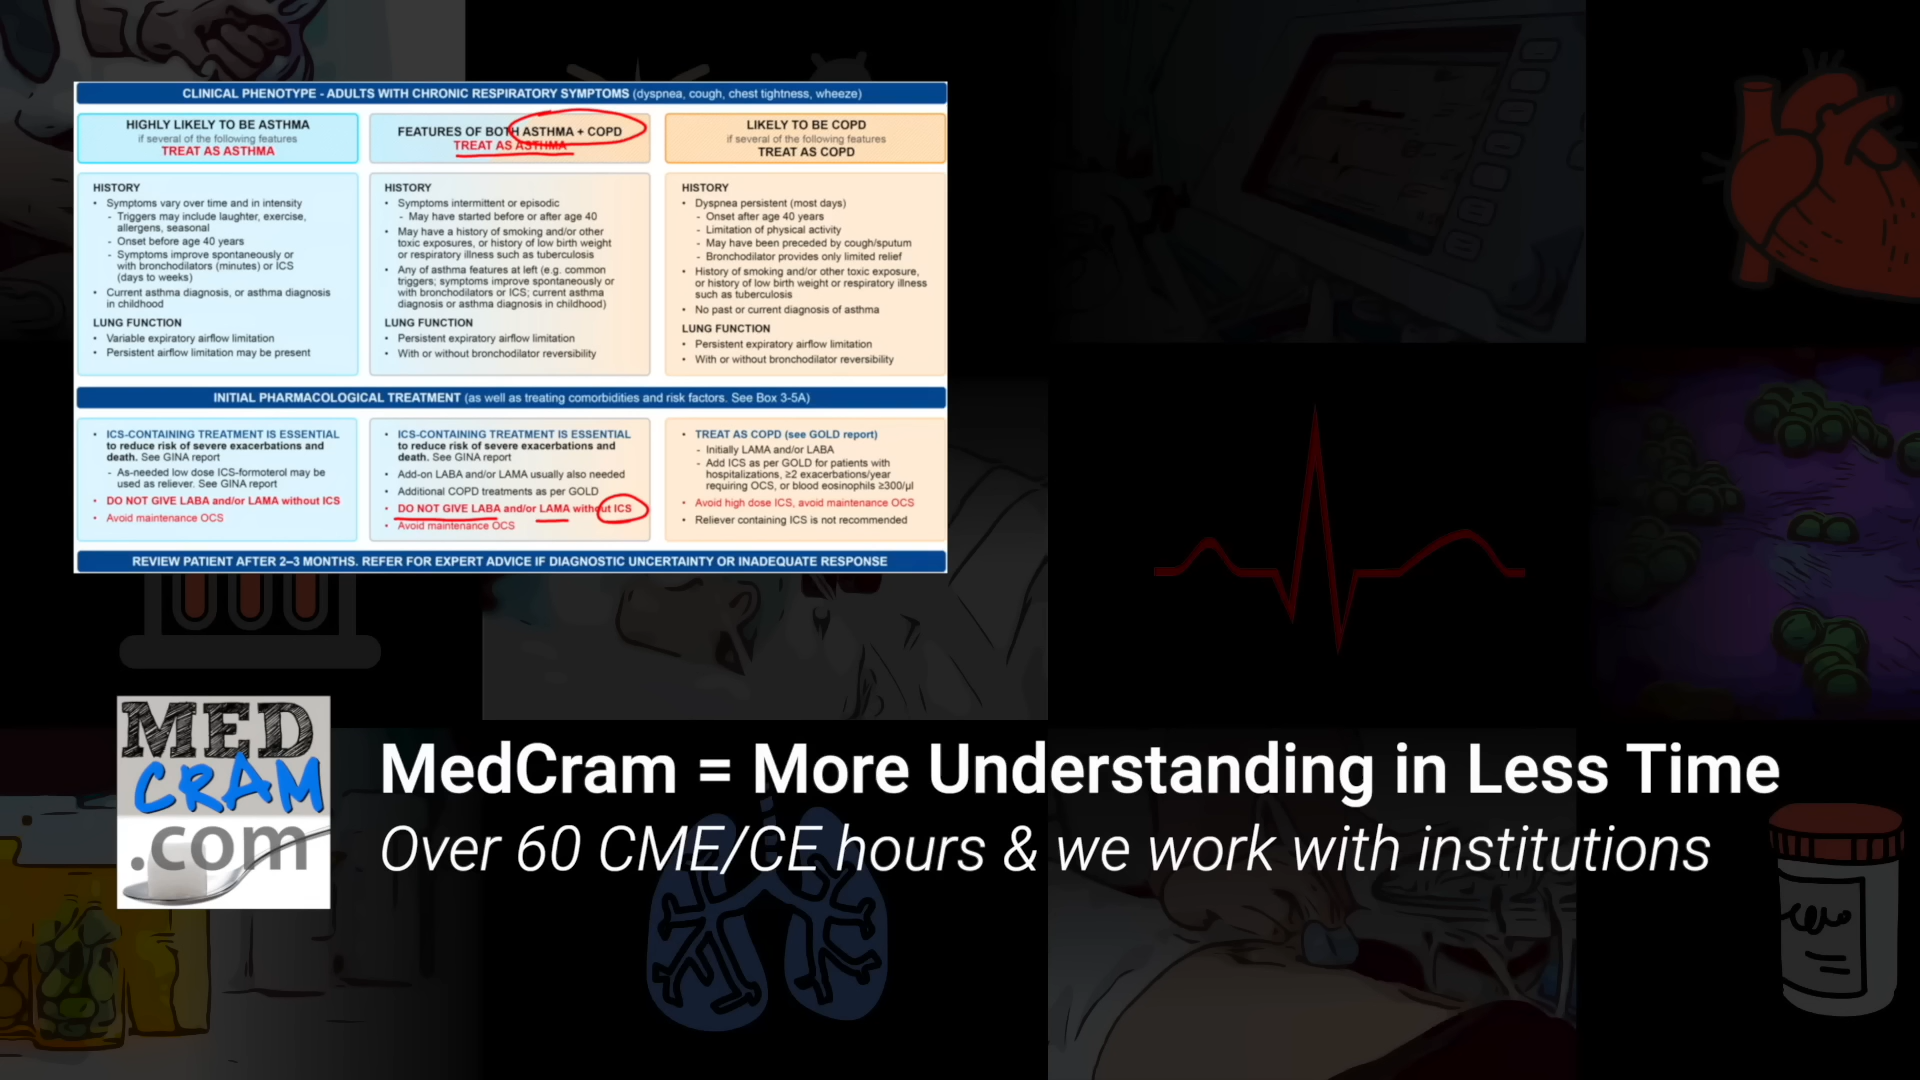 CLINICAL PHENOTYPE - ADULTS WITH CHRONIC RESPIRATORY SYMPTOMS (dyspnea, cough, chest tightness, wheeze)
HIGHLY LIKELY TO BE ASTHMA
if several of the following features
TREAT AS ASTHMA
FEATURES OF BOTH ASTHMA + COPD
TREAT AS ASTHMA
LIKELY TO BE COPD
if several of the following features
TREAT AS COPD
HISTORY
• Symptoms vary over time and in intensity
- Triggers may include laughter, exercise,
allergens, seasonal
- Onset before age 40 years
- Symptoms improve spontaneously or
with bronchodilators (minutes) or ICS
(days to weeks)
• Current asthma diagnosis, or asthma diagnosis
in childhood
LUNG FUNCTION
• Variable expiratory airflow limitation
• Persistent airflow limitation may be present
HISTORY
• Symptoms intermittent or episodic
- May have started before or after age 40
• May have a history of smoking and/or other
toxic exposures, or history of low birth weight
or respiratory illness such as tuberculosis
• Any of asthma features at left (e.g. common
triggers; symptoms improve spontaneously or
with bronchodilators or ICS; current asthma
diagnosis or asthma diagnosis in childhood)
LUNG FUNCTION
• Persistent expiratory airflow limitation
• With or without bronchodilator reversibility
HISTORY
• Dyspnea persistent (most days)
- Onset after age 40 years
- Limitation of physical activity
- May have been preceded by cough/sputum
- Bronchodilator provides only limited relief
• History of smoking and/or other toxic exposure,
or history of low birth weight or respiratory illness
such as tuberculosis
• No past or current diagnosis of asthma
LUNG FUNCTION
• Persistent expiratory airflow limitation
• With or without bronchodilator reversibility
INITIAL PHARMACOLOGICAL TREATMENT (as well as treating comorbidities and risk factors. See Box 3-5A)
• ICS-CONTAINING TREATMENT IS ESSENTIAL
to reduce risk of severe exacerbations and
death. See GINA report
- As-needed low dose ICS-formoterol may be
used as reliever. See GINA report
• DO NOT GIVE LABA and/or LAMA without ICS
• Avoid maintenance OCS
• ICS-CONTAINING TREATMENT IS ESSENTIAL
to reduce risk of severe exacerbations and
death. See GINA report
• Add-on LABA and/or LAMA usually also needed
• Additional COPD treatments as per GOLD
• DO NOT GIVE LABA and/or LAMA without ICS
• Avoid maintenance OCS
• TREAT AS COPD (see GOLD report)
- Initially LAMA and/or LABA
- Add ICS as per GOLD for patients with
hospitalizations, ≥2 exacerbations/year
requiring OCS, or blood eosinophils ≥300/µl
• Avoid high dose ICS, avoid maintenance OCS
• Reliever containing ICS is not recommended
REVIEW PATIENT AFTER 2–3 MONTHS. REFER FOR EXPERT ADVICE IF DIAGNOSTIC UNCERTAINTY OR INADEQUATE RESPONSE
MED
CRAM
.com
MedCram = More Understanding in Less Time
Over 60 CME/CE hours & we work with institutions